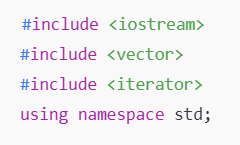 #include <iostream>
#include <vector>
#include <iterator>
using namespace std;